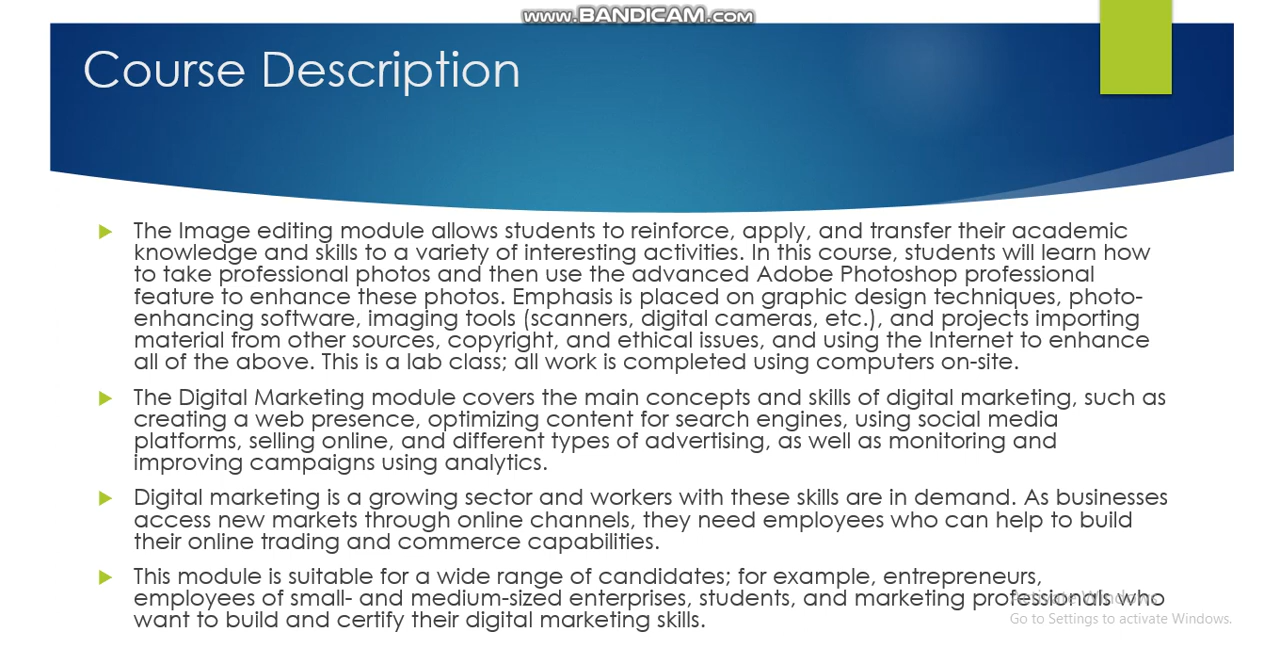 www.BANDICAM.com
Course Description
The Image editing module allows students to reinforce, apply, and transfer their academic
knowledge and skills to a variety of interesting activities. In this course, students will learn how
to take professional photos and then use the advanced Adobe Photoshop professional
feature to enhance these photos. Emphasis is placed on graphic design techniques, photo-
enhancing software, imaging tools (scanners, digital cameras, etc.), and projects importing
material from other sources, copyright, and ethical issues, and using the Internet to enhance
all of the above. This is a lab class; all work is completed using computers on-site.
The Digital Marketing module covers the main concepts and skills of digital marketing, such as
creating a web presence, optimizing content for search engines, using social media
platforms, selling online, and different types of advertising, as well as monitoring and
improving campaigns using analytics.
Digital marketing is a growing sector and workers with these skills are in demand. As businesses
access new markets through online channels, they need employees who can help to build
their online trading and commerce capabilities.
This module is suitable for a wide range of candidates; for example, entrepreneurs,
employees of small- and medium-sized enterprises, students, and marketing professionals who
want to build and certify their digital marketing skills.
Activate Windows
Go to Settings to activate Windows.